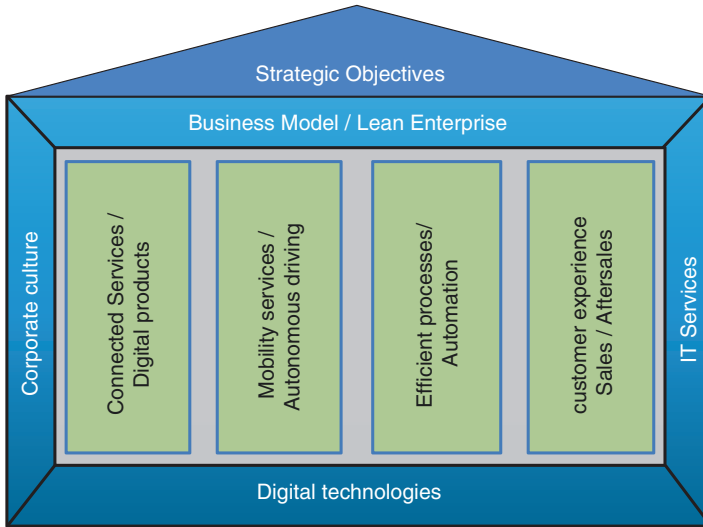 Strategic Objectives
Business Model / Lean Enterprise
Corporate culture
Connected Services /
Digital products
Mobility services /
Autonomous driving
Efficient processes/
Automation
customer experience
Sales / Aftersales
IT Services
Digital technologies